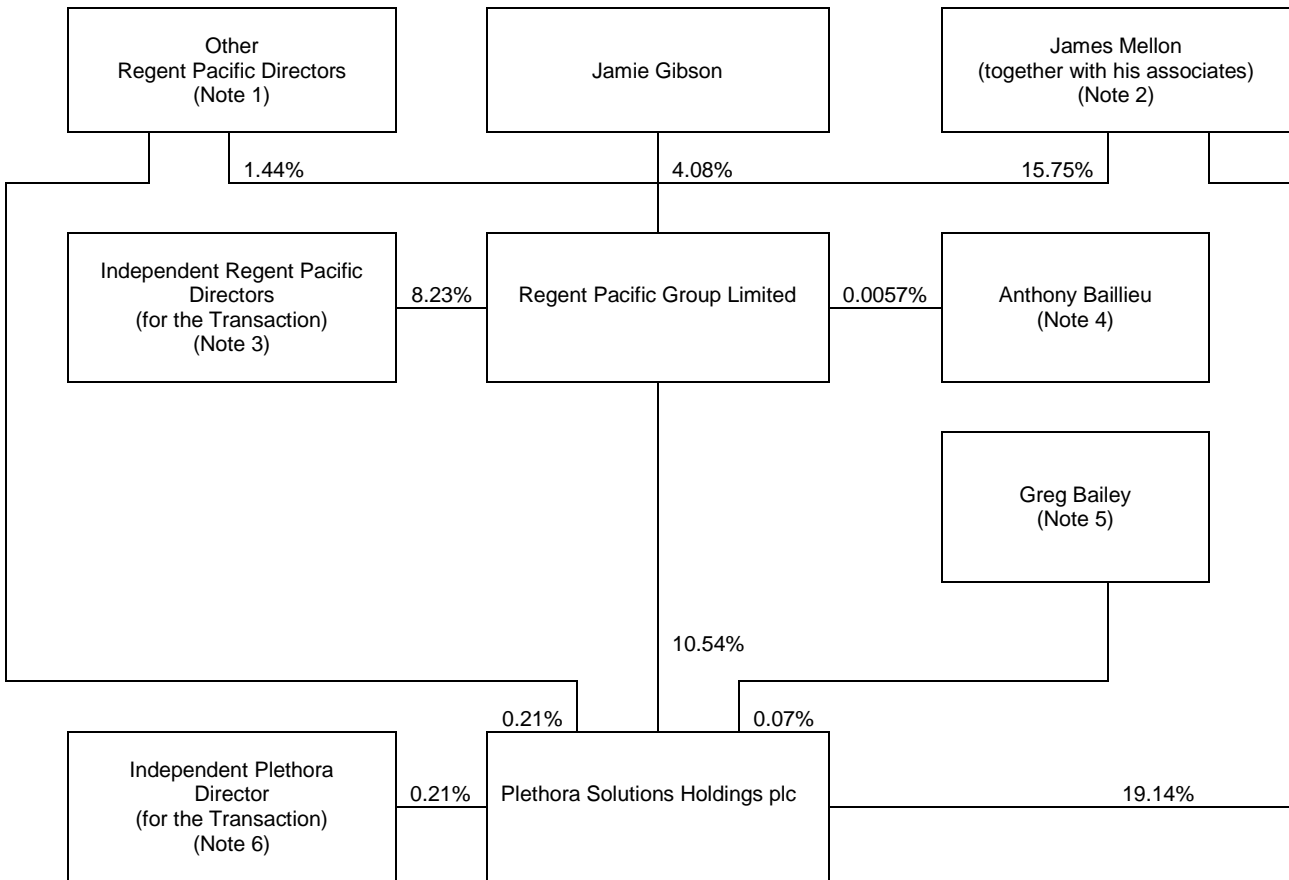 Other
Regent Pacific Directors
(Note 1)
Jamie Gibson
James Mellon
(together with his associates)
(Note 2)
1.44%
4.08%
15.75%
Independent Regent Pacific
Directors
(for the Transaction)
(Note 3)
8.23%
Regent Pacific Group Limited
0.0057%
Anthony Baillieu
(Note 4)
Greg Bailey
(Note 5)
10.54%
0.21%
0.07%
Independent Plethora
Director
(for the Transaction)
(Note 6)
0.21%
Plethora Solutions Holdings plc
19.14%